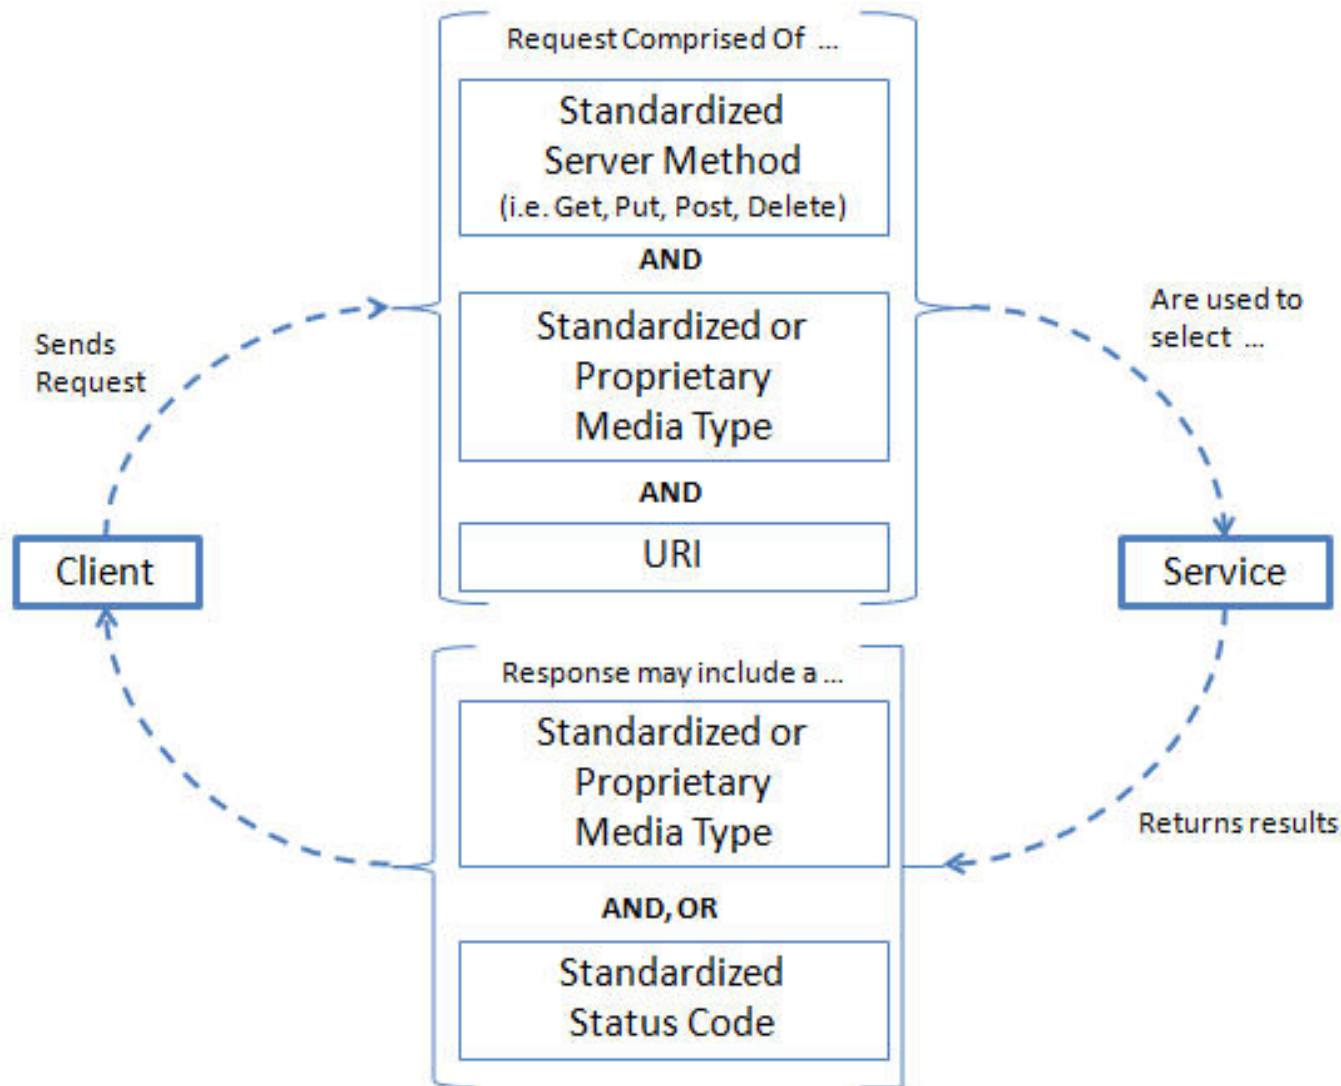 Request Comprised Of ...
Standardized
Server Method
(i.e. Get, Put, Post, Delete)
AND
Standardized or
Proprietary
Media Type
AND
URI
Sends
Request
Are used to
select ...
Client
Service
Response may include a ...
Standardized or
Proprietary
Media Type
AND, OR
Standardized
Status Code
Returns results